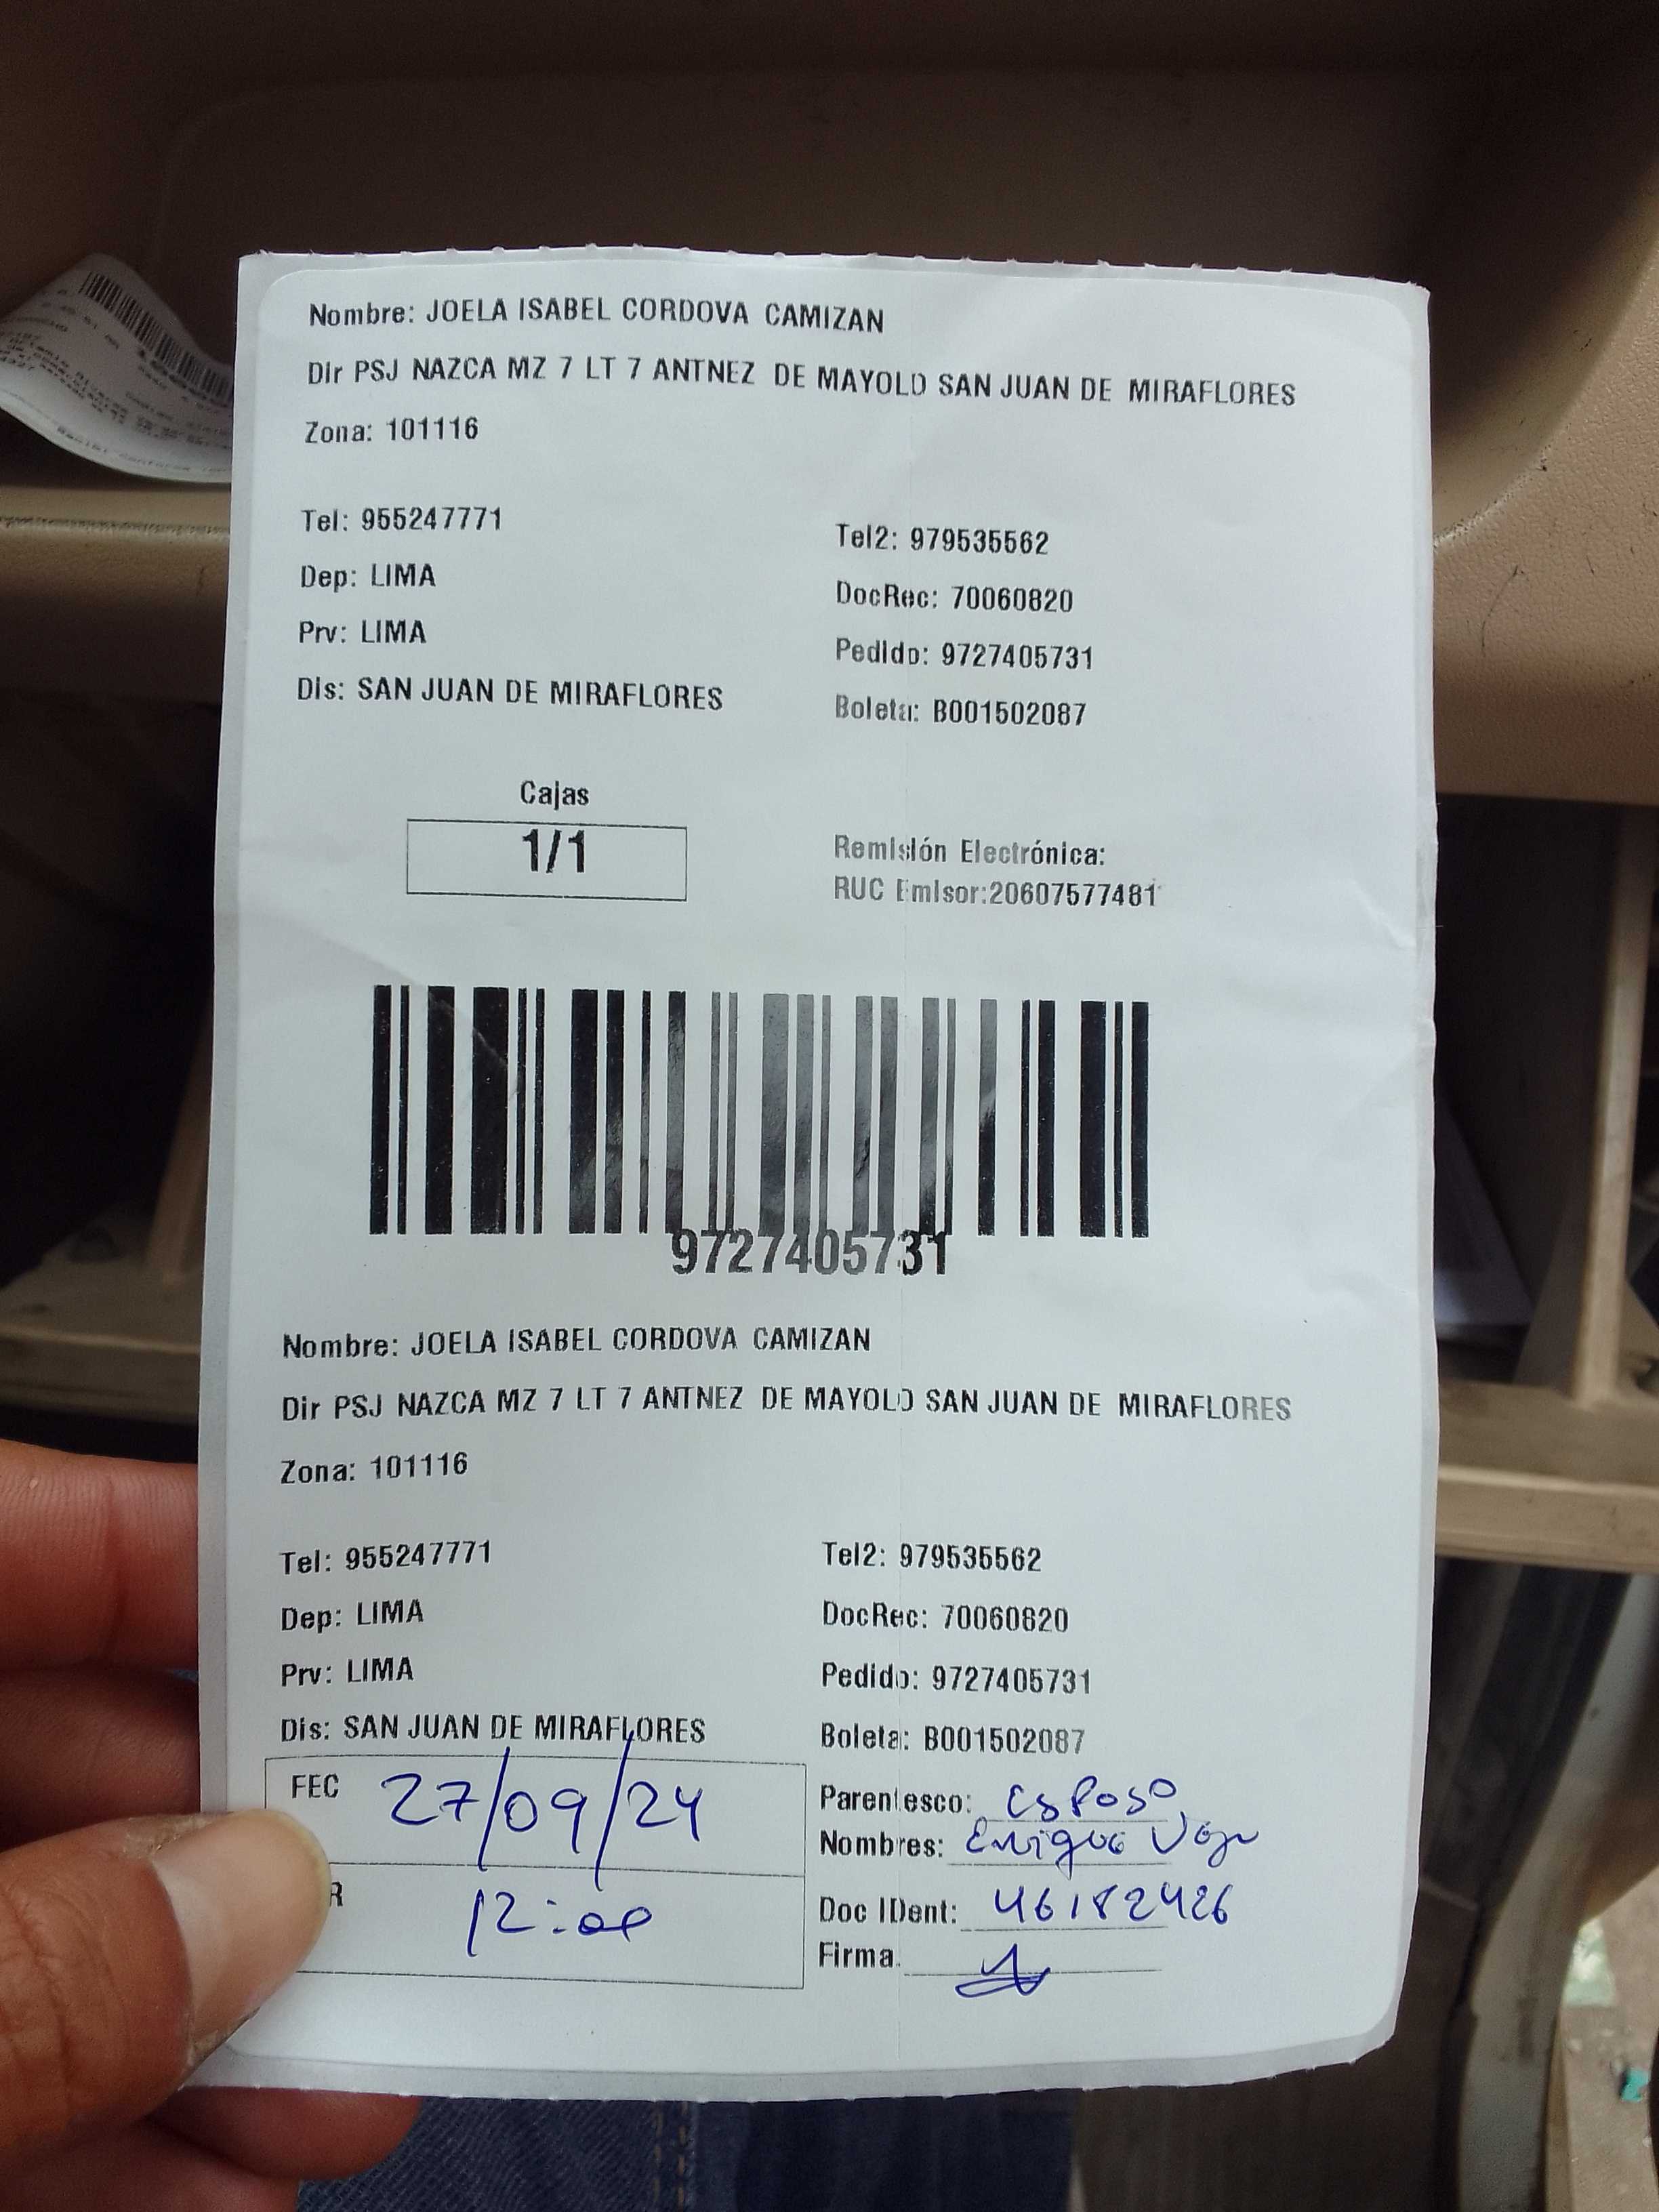 Nombre: JOELA ISABEL CORDOVA CAMIZAN
Dir PSJ NAZCA MZ 7 LT 7 ANTNEZ DE MAYOLO SAN JUAN DE MIRAFLORES
Zona: 101116
Tel: 955247771
Tel2: 979535562
Dep: LIMA
DocRec: 70060820
Prv: LIMA
Pedido: 9727405731
Dis: SAN JUAN DE MIRAFLORES
Boleta: B001502087
Cajas
1/1
Remisión Electrónica:
RUC Emisor:20607577481
9727405731
Nombre: JOELA ISABEL CORDOVA CAMIZAN
Dir PSJ NAZCA MZ 7 LT 7 ANTNEZ DE MAYOLO SAN JUAN DE MIRAFLORES
Zona: 101116
Tel: 955247771
Tel2: 979535562
Dep: LIMA
DocRec: 70060820
Prv: LIMA
Pedido: 9727405731
Dis: SAN JUAN DE MIRAFLORES
Boleta: B001502087
FEC 27/09/24
Parentesco: Esposo
Nombres: Enrique
R 12:00
Doc IDent: 46182426
Firma.